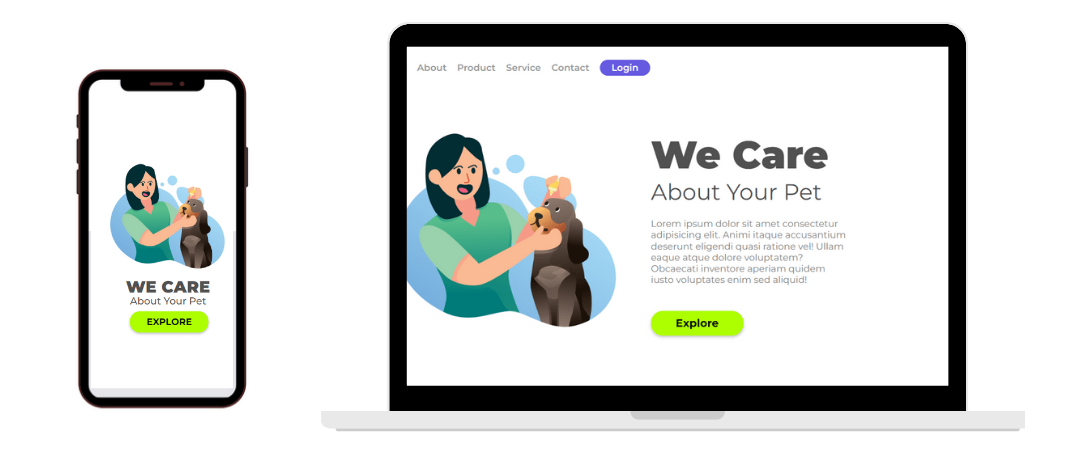 WE CARE
About Your Pet
EXPLORE
About Product Service Contact Login
We Care
About Your Pet
Lorem ipsum dolor sit amet consectetur
adipisicing elit. Animi itaque accusantium
deserunt eligendi quasi ratione vel! Ullam
eaque atque dolore voluptatem?
Obcaecati inventore aperiam quidem
iusto voluptates enim sed aliquid!
Explore